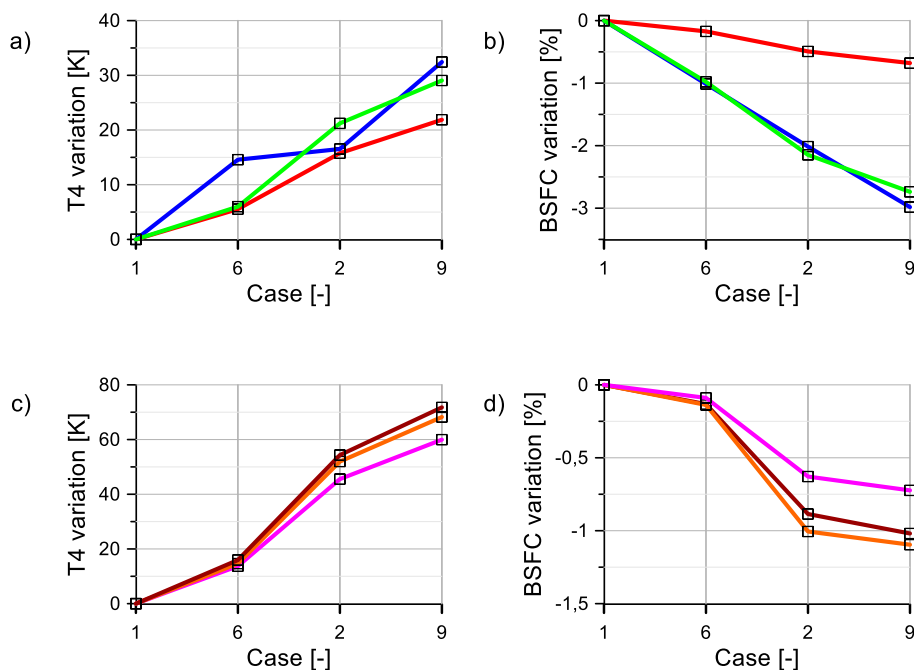 a)
T4 variation [K]
40
30
20
10
0
1 6 2 9
Case [-]
b)
BSFC variation [%]
0
-1
-2
-3
1 6 2 9
Case [-]
c)
T4 variation [K]
80
60
40
20
0
1 6 2 9
Case [-]
d)
BSFC variation [%]
0
-0,5
-1
-1,5
1 6 2 9
Case [-]